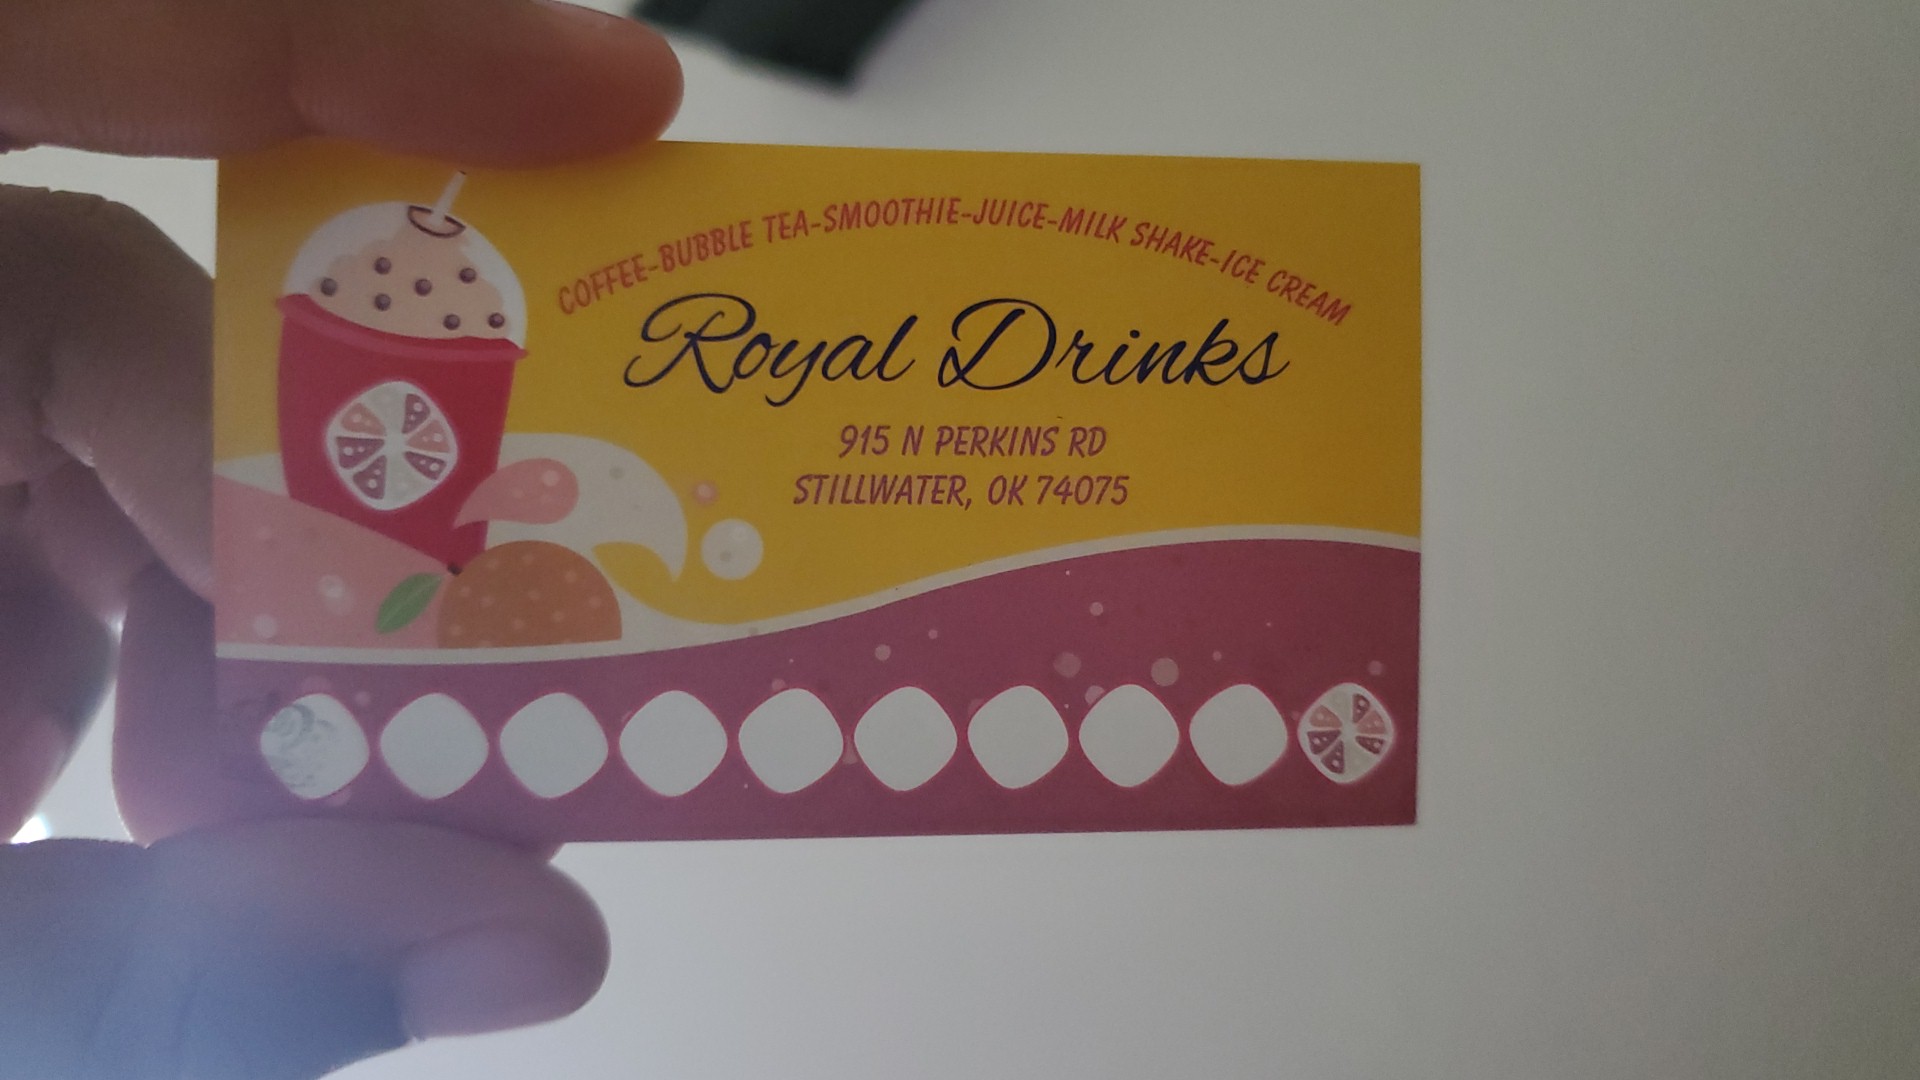 COFFEE-BUBBLE TEA-SMOOTHIE-JUICE-MILK SHAKE-ICE CREAM
Royal Drinks
915 N PERKINS RD
STILLWATER, OK 74075